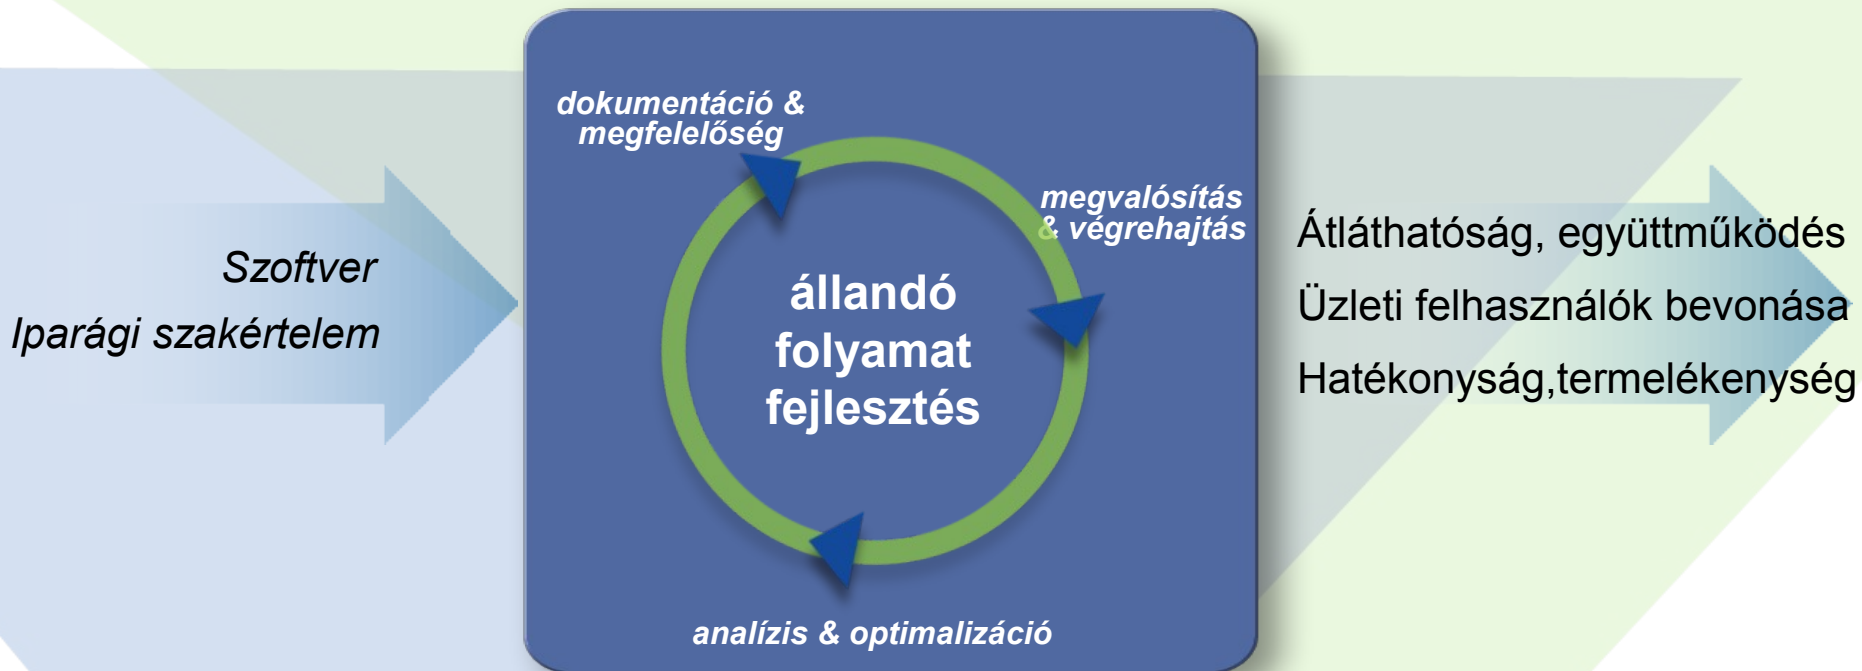 Szoftver
Iparági szakértelem
dokumentáció &
megfelelőség
megvalósítás
& végrehajtás
állandó
folyamat
fejlesztés
analízis & optimalizáció
Átláthatóság, együttműködés
Üzleti felhasználók bevonása
Hatékonyság,termelékenység